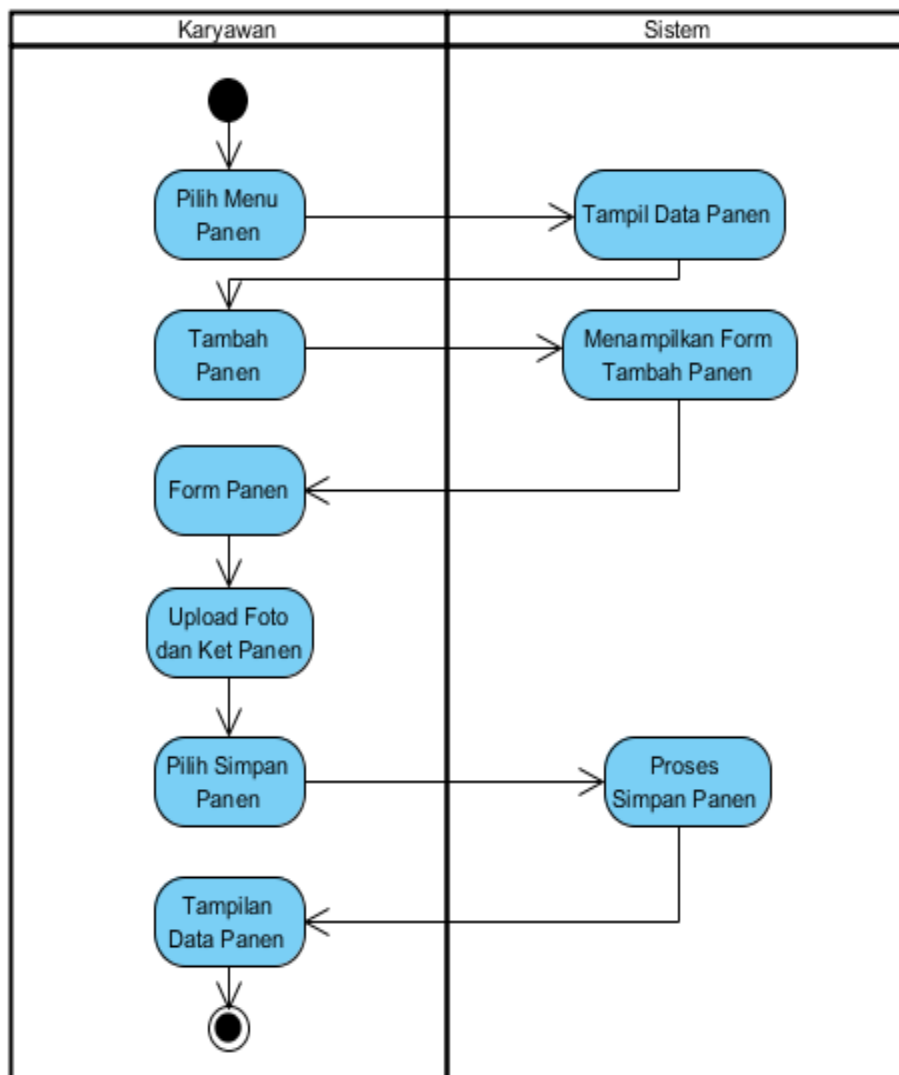 Karyawan
Sistem
Pilih Menu
Panen
Tampil Data Panen
Tambah
Panen
Menampilkan Form
Tambah Panen
Form Panen
Upload Foto
dan Ket Panen
Pilih Simpan
Panen
Proses
Simpan Panen
Tampilan
Data Panen